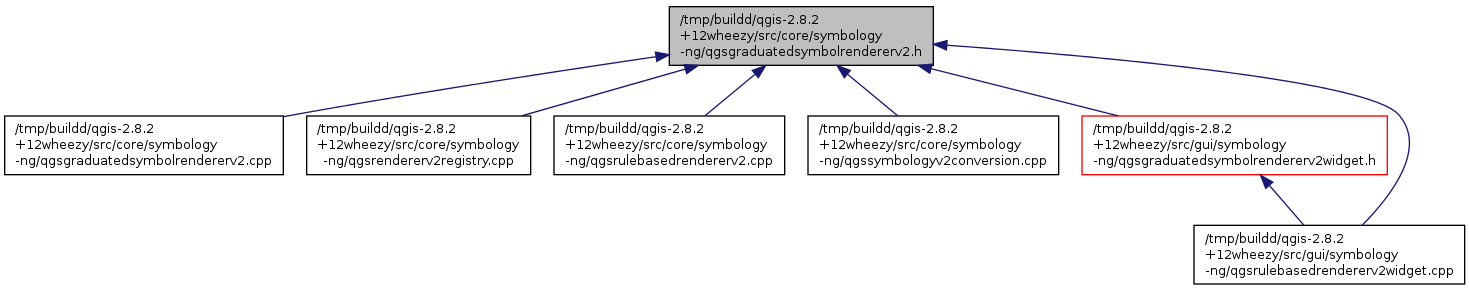 /tmp/buildd/qgis-2.8.2
+12wheezy/src/core/symbology
-ng/qgsgraduatedsymbolrendererv2.h
/tmp/buildd/qgis-2.8.2
+12wheezy/src/core/symbology
-ng/qgsgraduatedsymbolrendererv2.cpp
/tmp/buildd/qgis-2.8.2
+12wheezy/src/core/symbology
-ng/qgsrendererv2registry.cpp
/tmp/buildd/qgis-2.8.2
+12wheezy/src/core/symbology
-ng/qgsrulebasedrendererv2.cpp
/tmp/buildd/qgis-2.8.2
+12wheezy/src/core/symbology
-ng/qgssymbologyv2conversion.cpp
/tmp/buildd/qgis-2.8.2
+12wheezy/src/gui/symbology
-ng/qgsgraduatedsymbolrendererv2widget.h
/tmp/buildd/qgis-2.8.2
+12wheezy/src/gui/symbology
-ng/qgsrulebasedrendererv2widget.cpp